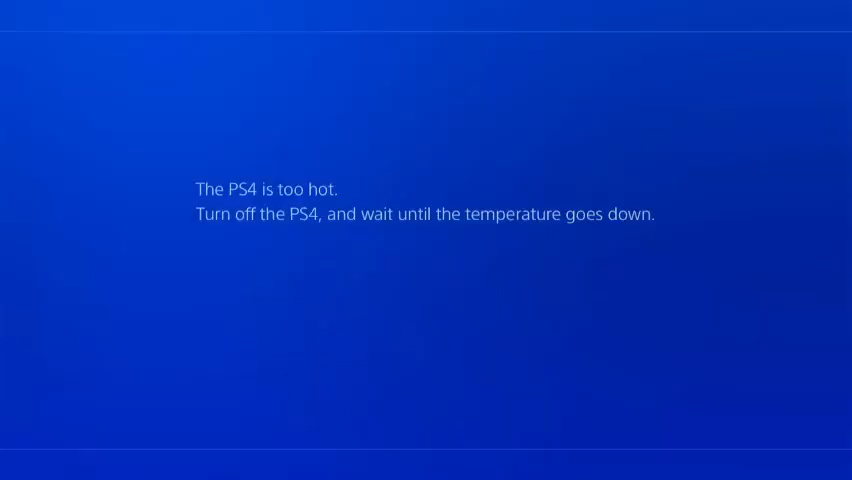 The PS4 is too hot.
Turn off the PS4, and wait until the temperature goes down.